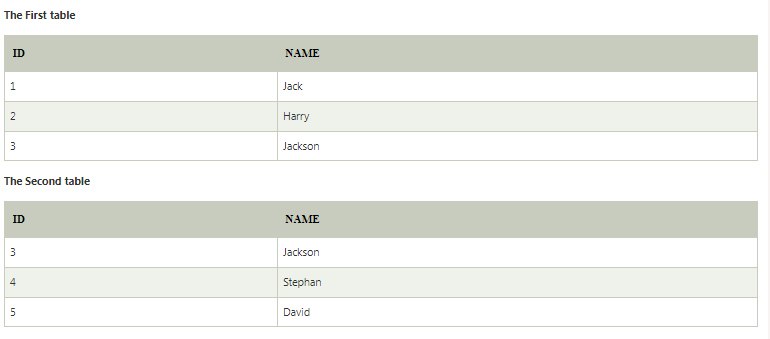 The First table
ID NAME
1 Jack
2 Harry
3 Jackson
The Second table
ID NAME
3 Jackson
4 Stephan
5 David